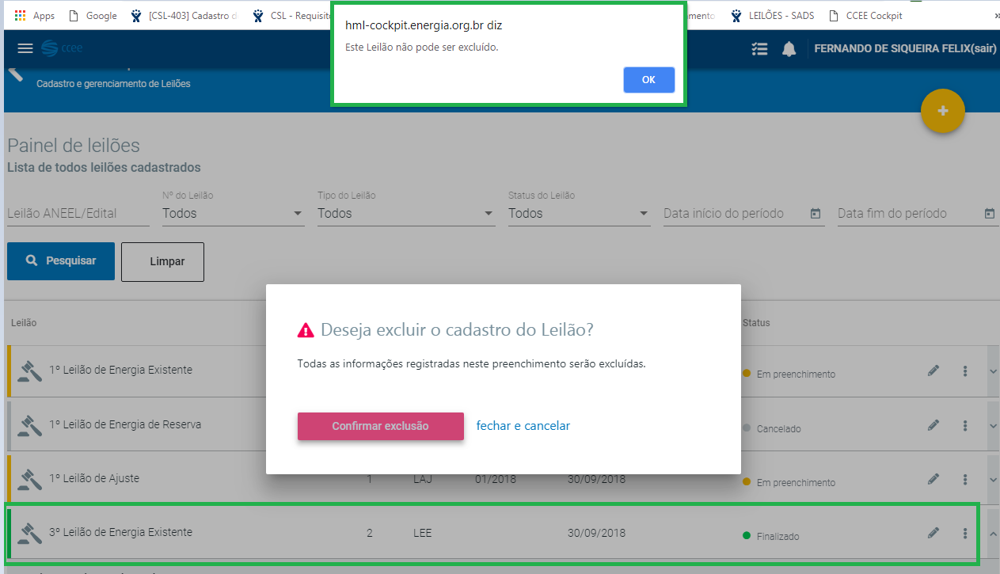 Apps Google [CSL-403] Cadastro d CSL - Requisito amento LEILÕES - SADS CCEE Cockpit »
hml-cockpit.energia.org.br diz
Este Leilão não pode ser excluído.
OK
ccee FERNANDO DE SIQUEIRA FELIX(sair)
Cadastro e gerenciamento de Leilões
+
Painel de leilões
Lista de todos leilões cadastrados
Nº do Leilão Tipo do Leilão Status do Leilão
Leilão ANEEL/Edital Todos Todos Todos Data início do período Data fim do período
Pesquisar Limpar
Leilão Status
Deseja excluir o cadastro do Leilão?
Todas as informações registradas neste preenchimento serão excluídas.
Confirmar exclusão fechar e cancelar
1º Leilão de Energia Existente Em preenchimento
1º Leilão de Energia de Reserva Cancelado
1º Leilão de Ajuste 1 LAJ 01/2018 30/09/2018 Em preenchimento
3º Leilão de Energia Existente 2 LEE 30/09/2018 Finalizado